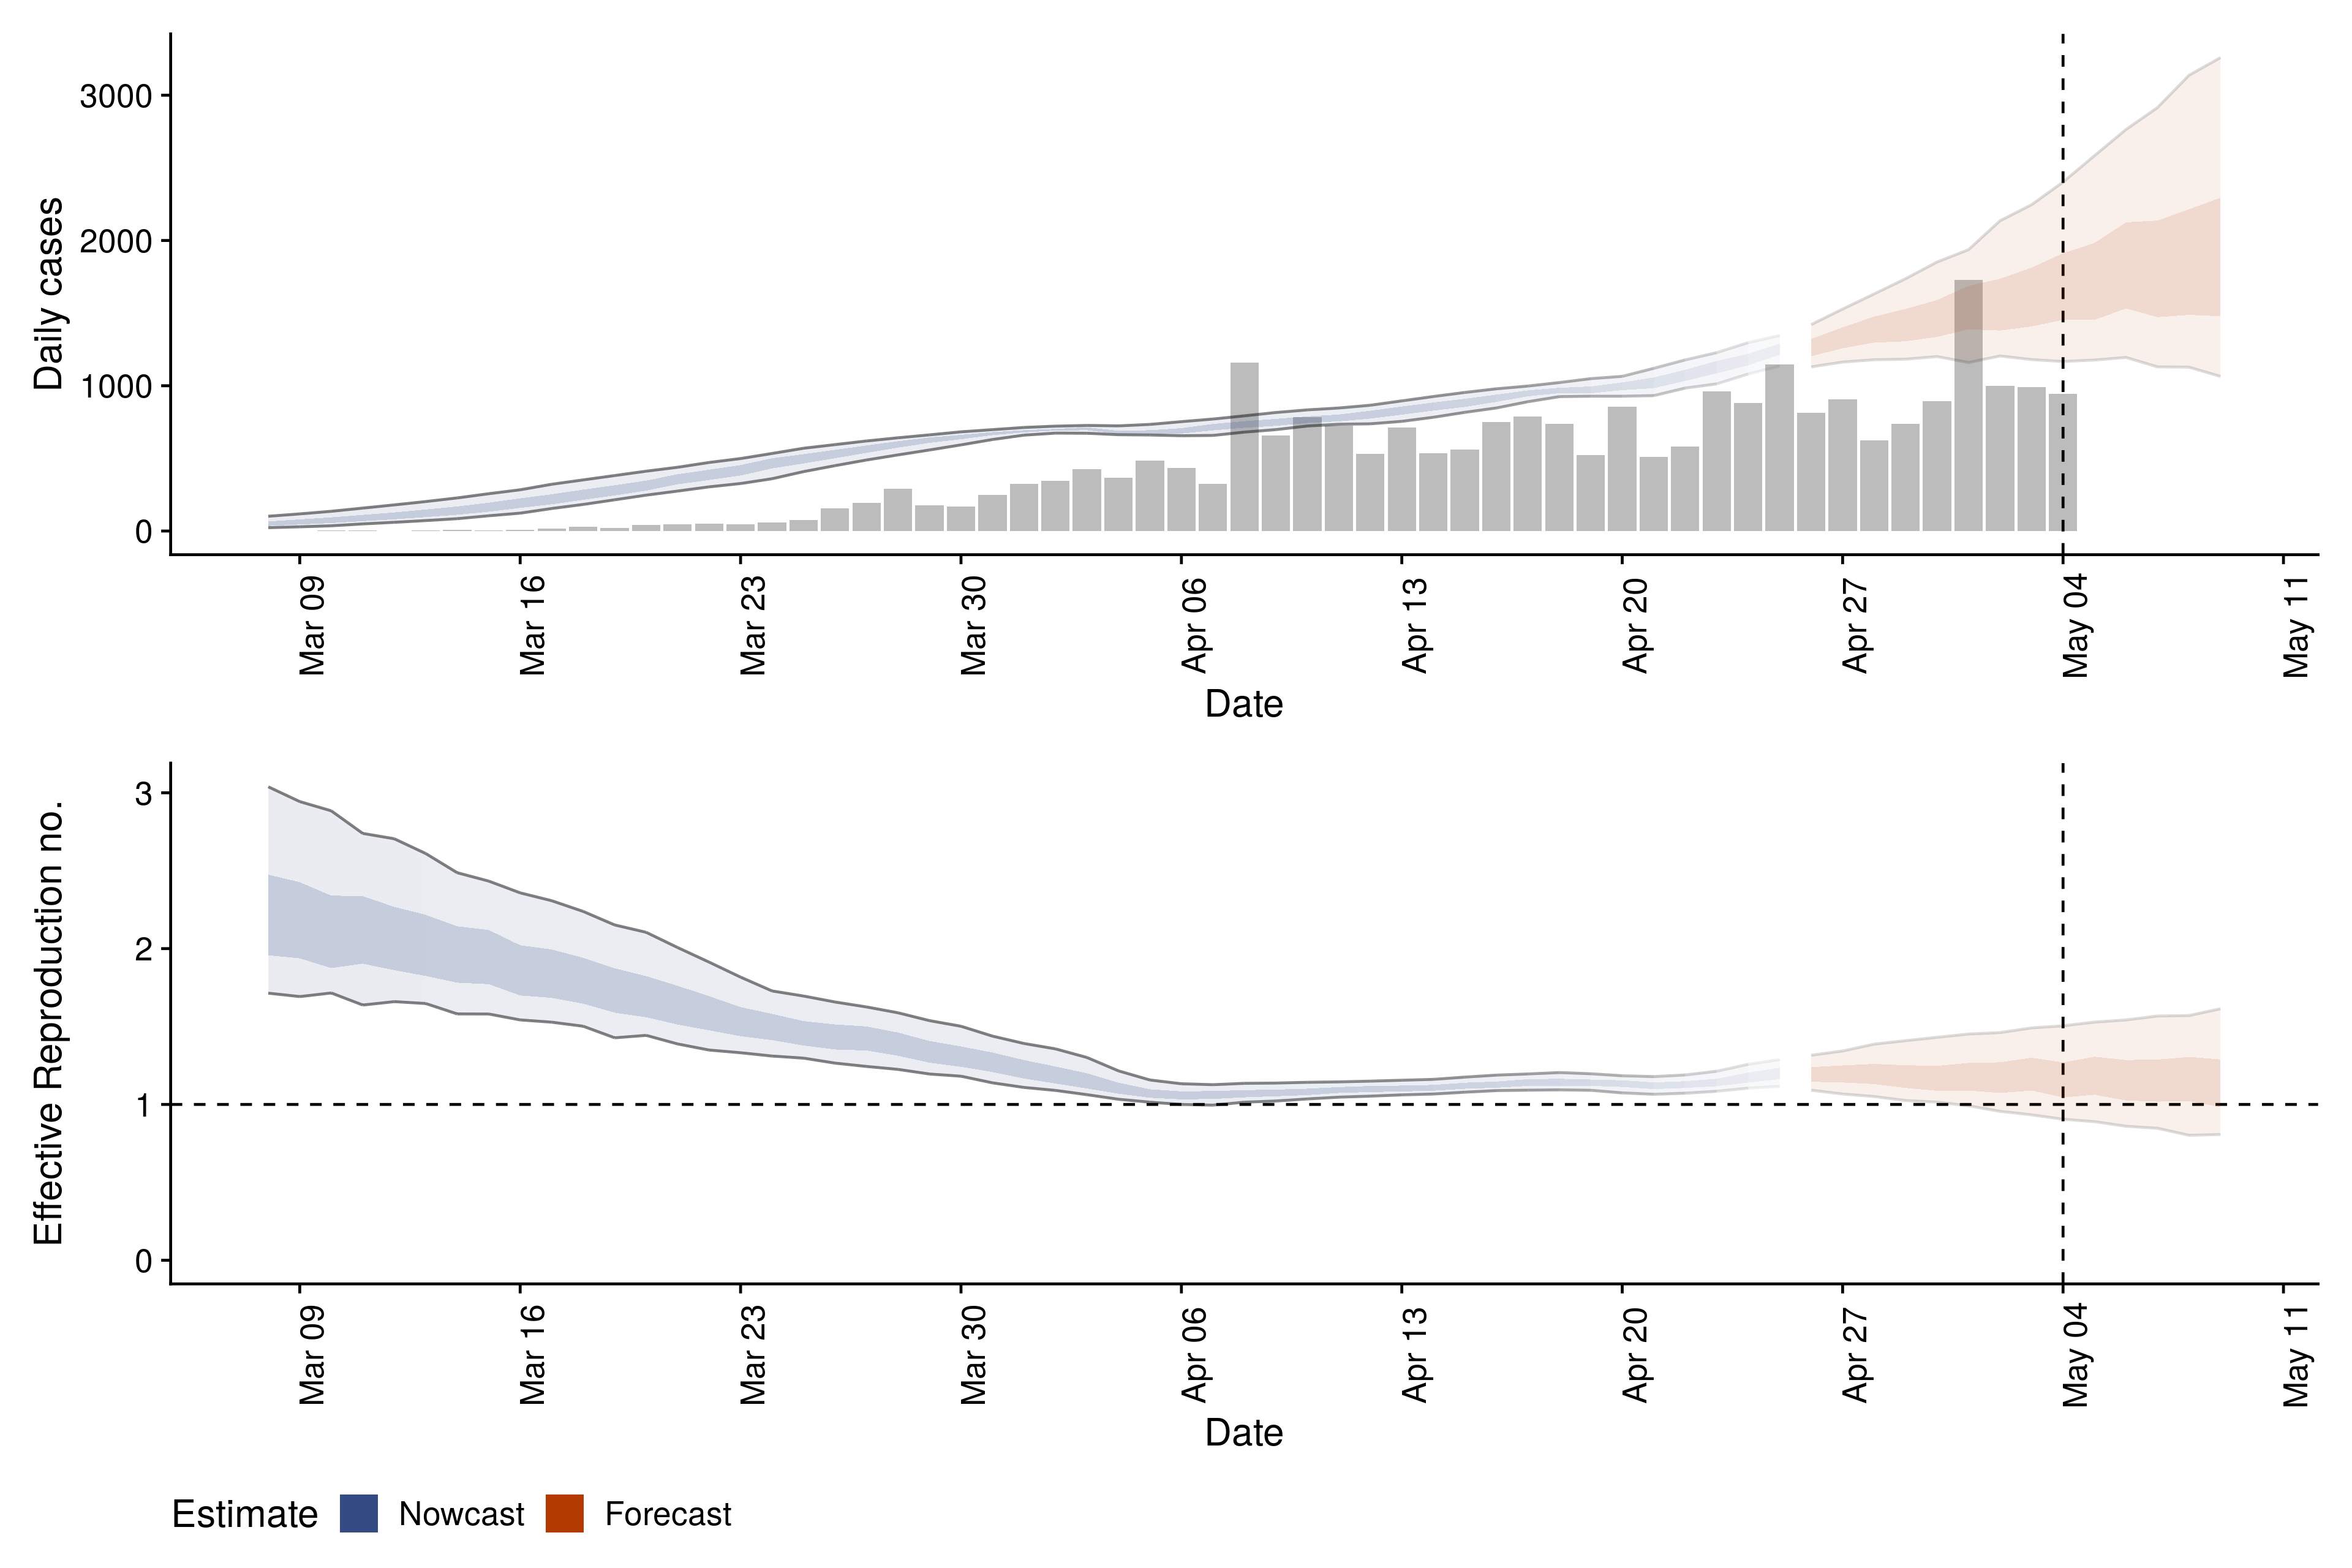 Daily cases
3000
2000
1000
0
Mar 09
Mar 16
Mar 23
Mar 30
Apr 06
Apr 13
Apr 20
Apr 27
May 04
May 11
Date
Effective Reproduction no.
3
2
1
0
Mar 09
Mar 16
Mar 23
Mar 30
Apr 06
Apr 13
Apr 20
Apr 27
May 04
May 11
Date
Estimate Nowcast Forecast